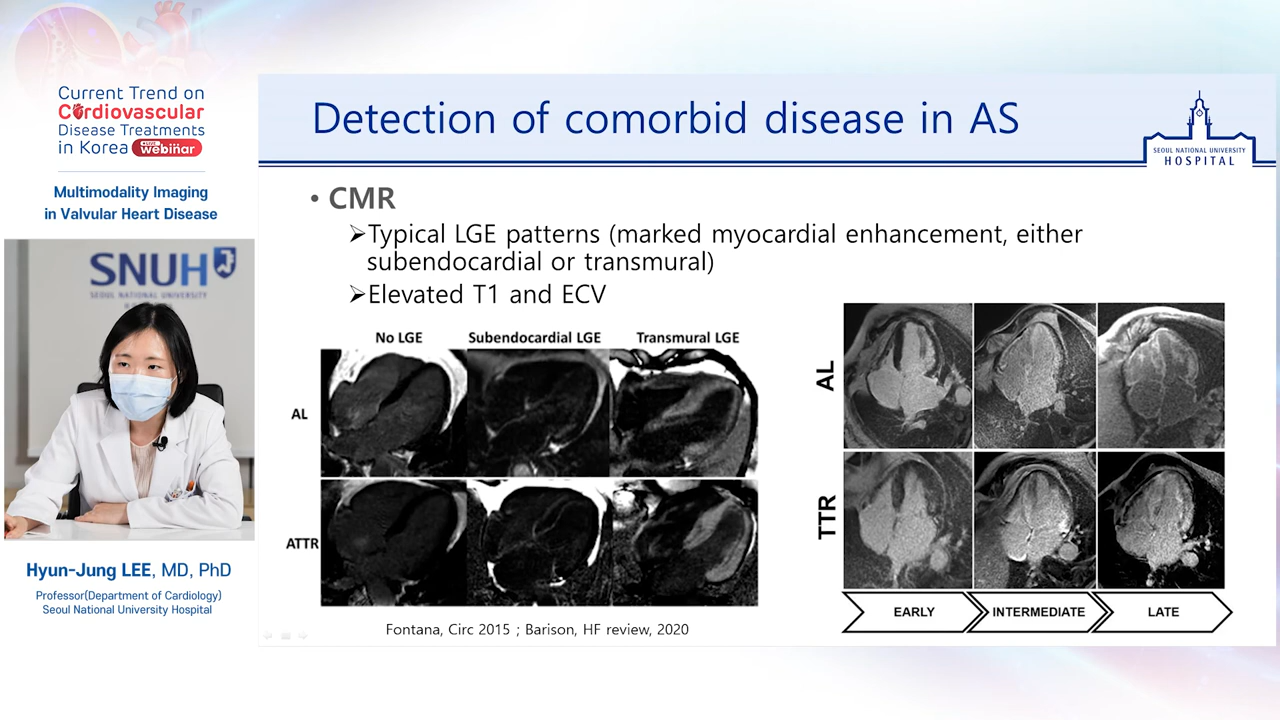 Current Trend on
Cardiovascular
Disease Treatments
in Korea LIVE webinar
Multimodality Imaging
in Valvular Heart Disease
SNUH
SEOUL NATIONAL UNIVERSITY
Hyun-Jung LEE, MD, PhD
Professor(Department of Cardiology)
Seoul National University Hospital
Detection of comorbid disease in AS
SEOUL NATIONAL UNIVERSITY
HOSPITAL
• CMR
➢Typical LGE patterns (marked myocardial enhancement, either
subendocardial or transmural)
➢Elevated T1 and ECV
No LGE Subendocardial LGE Transmural LGE
AL
ATTR
Fontana, Circ 2015 ; Barison, HF review, 2020
AL
TTR
EARLY INTERMEDIATE LATE